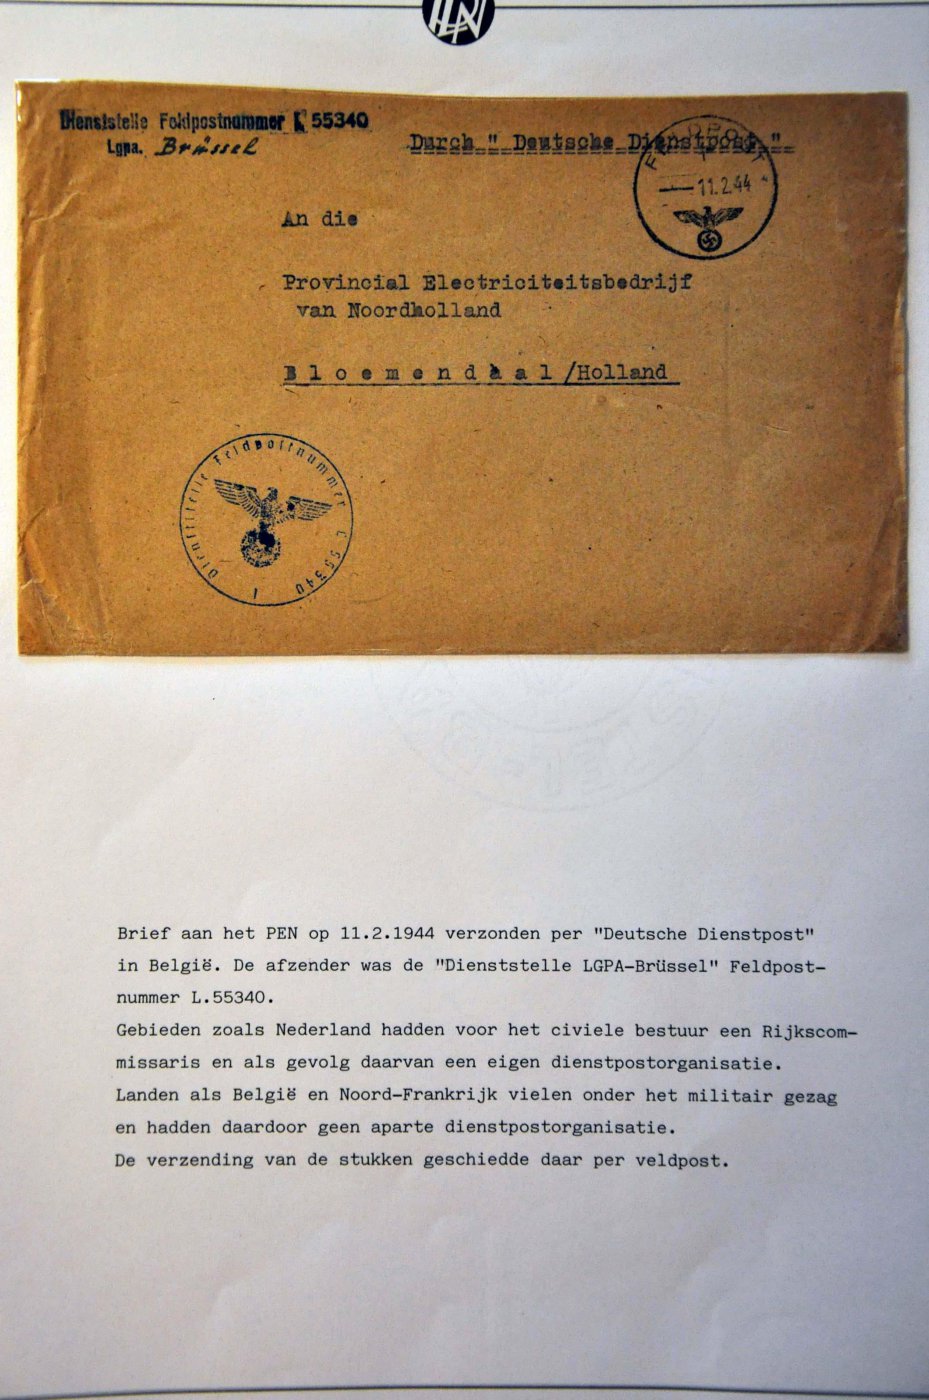 Dienststelle Feldpostnummer L 55340
Lgpa. Brüssel
Durch " Deutsche Dienstpost "
FELDPOST
11.2.44
An die
Provincial Electriciteitsbedrijf
van Noordholland
Bloemendaal/Holland
Dienststelle Feldpostnummer L 55340
Brief aan het PEN op 11.2.1944 verzonden per "Deutsche Dienstpost"
in België. De afzender was de "Dienststelle LGPA-Brüssel" Feldpost-
nummer L.55340.
Gebieden zoals Nederland hadden voor het civiele bestuur een Rijkscom-
missaris en als gevolg daarvan een eigen dienstpostorganisatie.
Landen als België en Noord-Frankrijk vielen onder het militair gezag
en hadden daardoor geen aparte dienstpostorganisatie.
De verzending van de stukken geschiedde daar per veldpost.